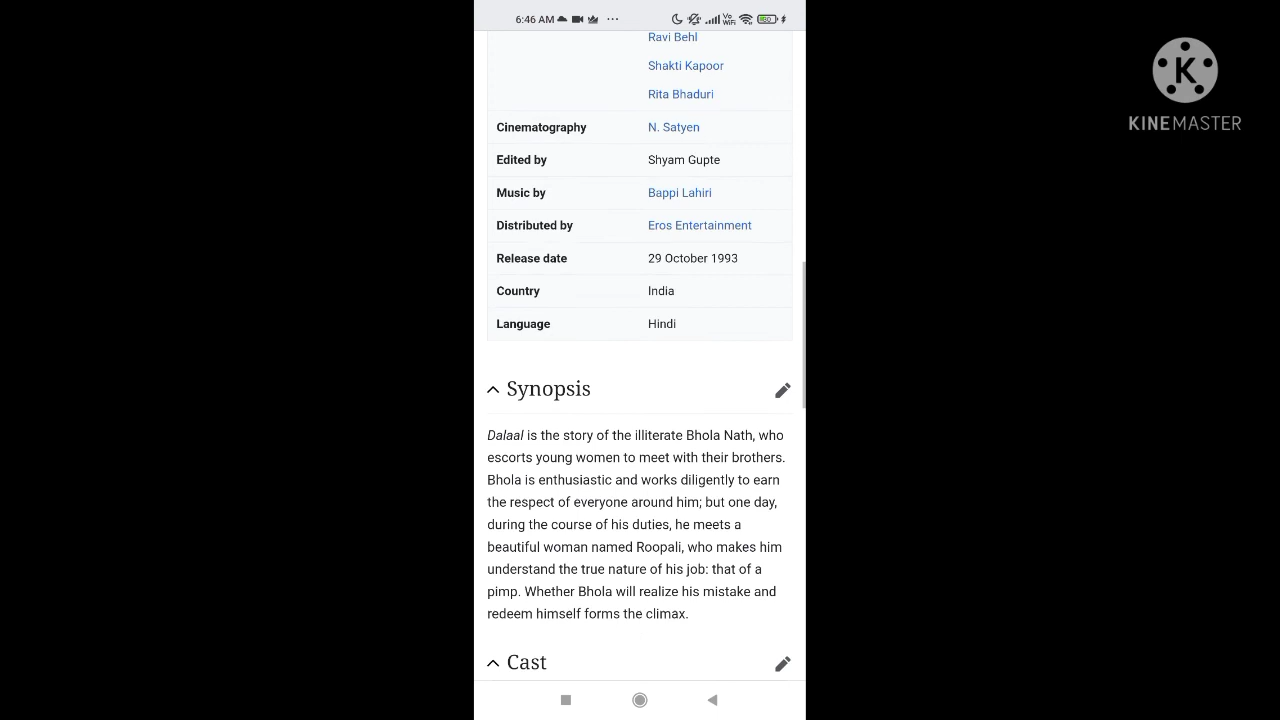 6:46 AM
Vo
WiFi
80
Ravi Behl
Shakti Kapoor
Rita Bhaduri
Cinematography N. Satyen
Edited by Shyam Gupte
Music by Bappi Lahiri
Distributed by Eros Entertainment
Release date 29 October 1993
Country India
Language Hindi
Synopsis
Dalaal is the story of the illiterate Bhola Nath, who
escorts young women to meet with their brothers.
Bhola is enthusiastic and works diligently to earn
the respect of everyone around him; but one day,
during the course of his duties, he meets a
beautiful woman named Roopali, who makes him
understand the true nature of his job: that of a
pimp. Whether Bhola will realize his mistake and
redeem himself forms the climax.
Cast
K
KINEMASTER